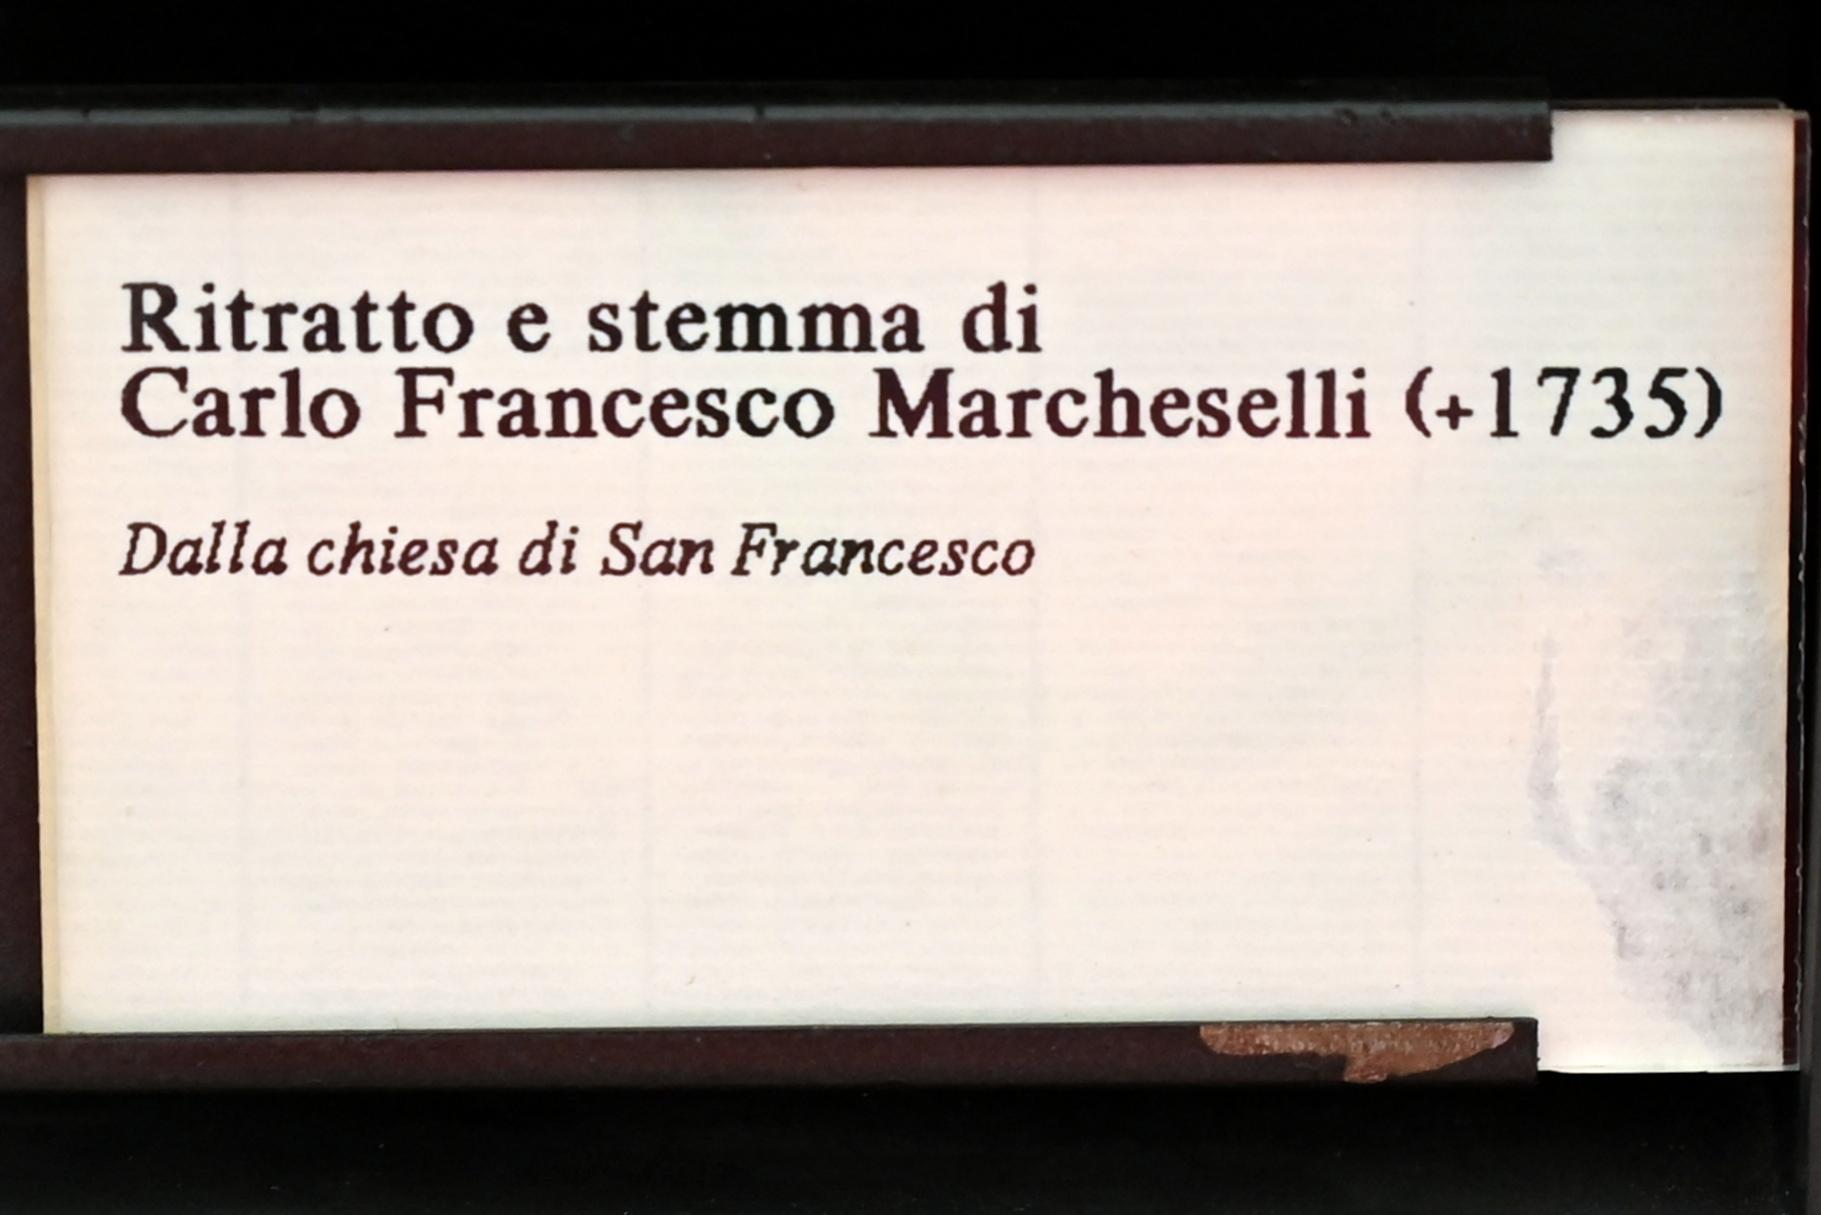 Ritratto e stemma di
Carlo Francesco Marcheselli (+1735)
Dalla chiesa di San Francesco